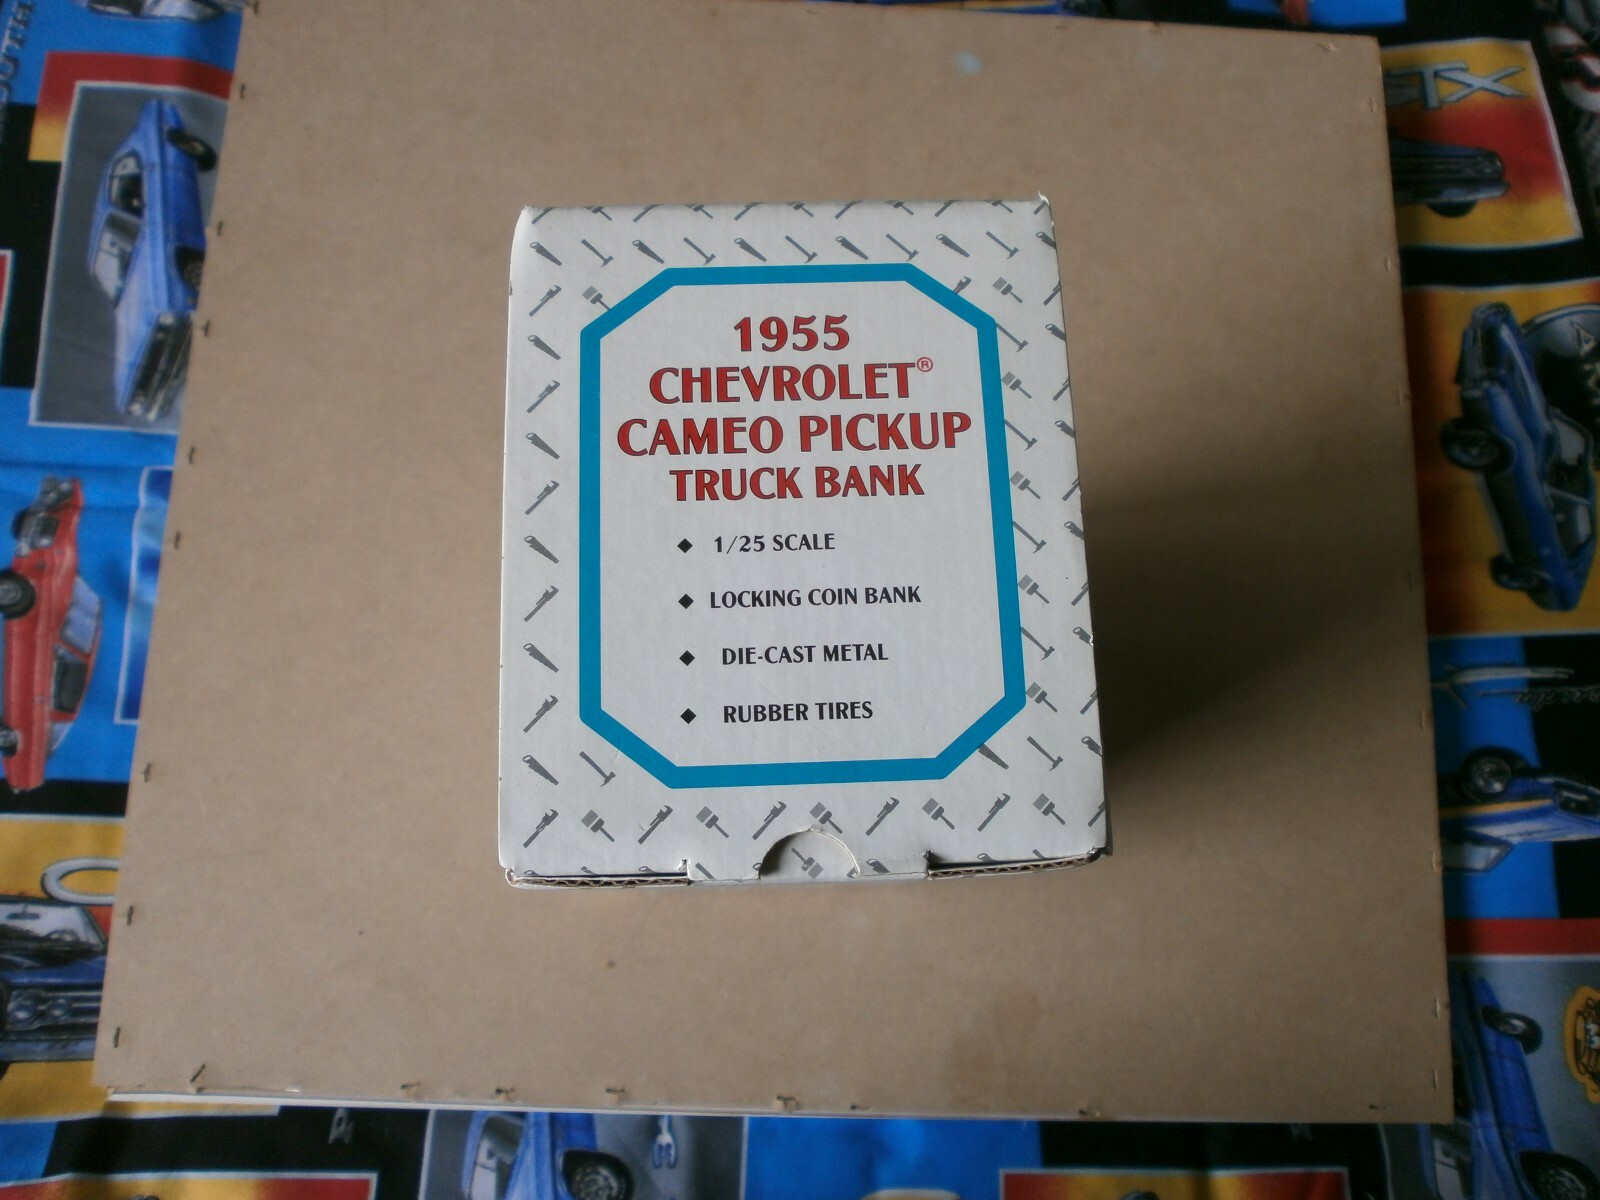 1955
CHEVROLET®
CAMEO PICKUP
TRUCK BANK
◆ 1/25 SCALE
◆ LOCKING COIN BANK
◆ DIE-CAST METAL
◆ RUBBER TIRES